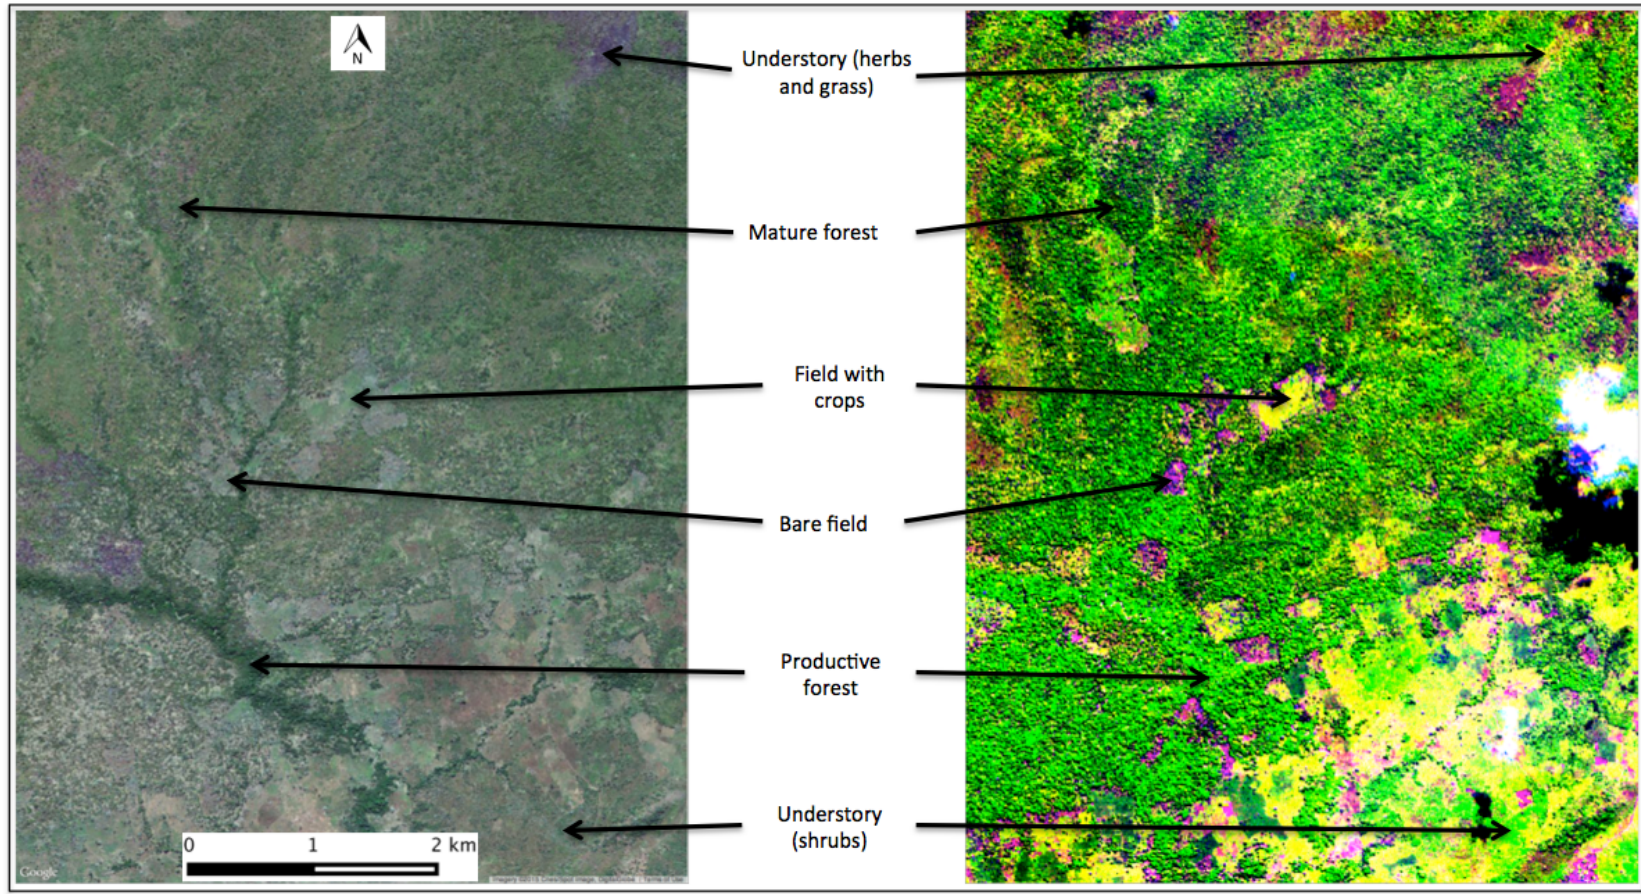 N
Understory (herbs
and grass)
Mature forest
Field with
crops
Bare field
Productive
forest
Understory
(shrubs)
0 1 2 km
Google